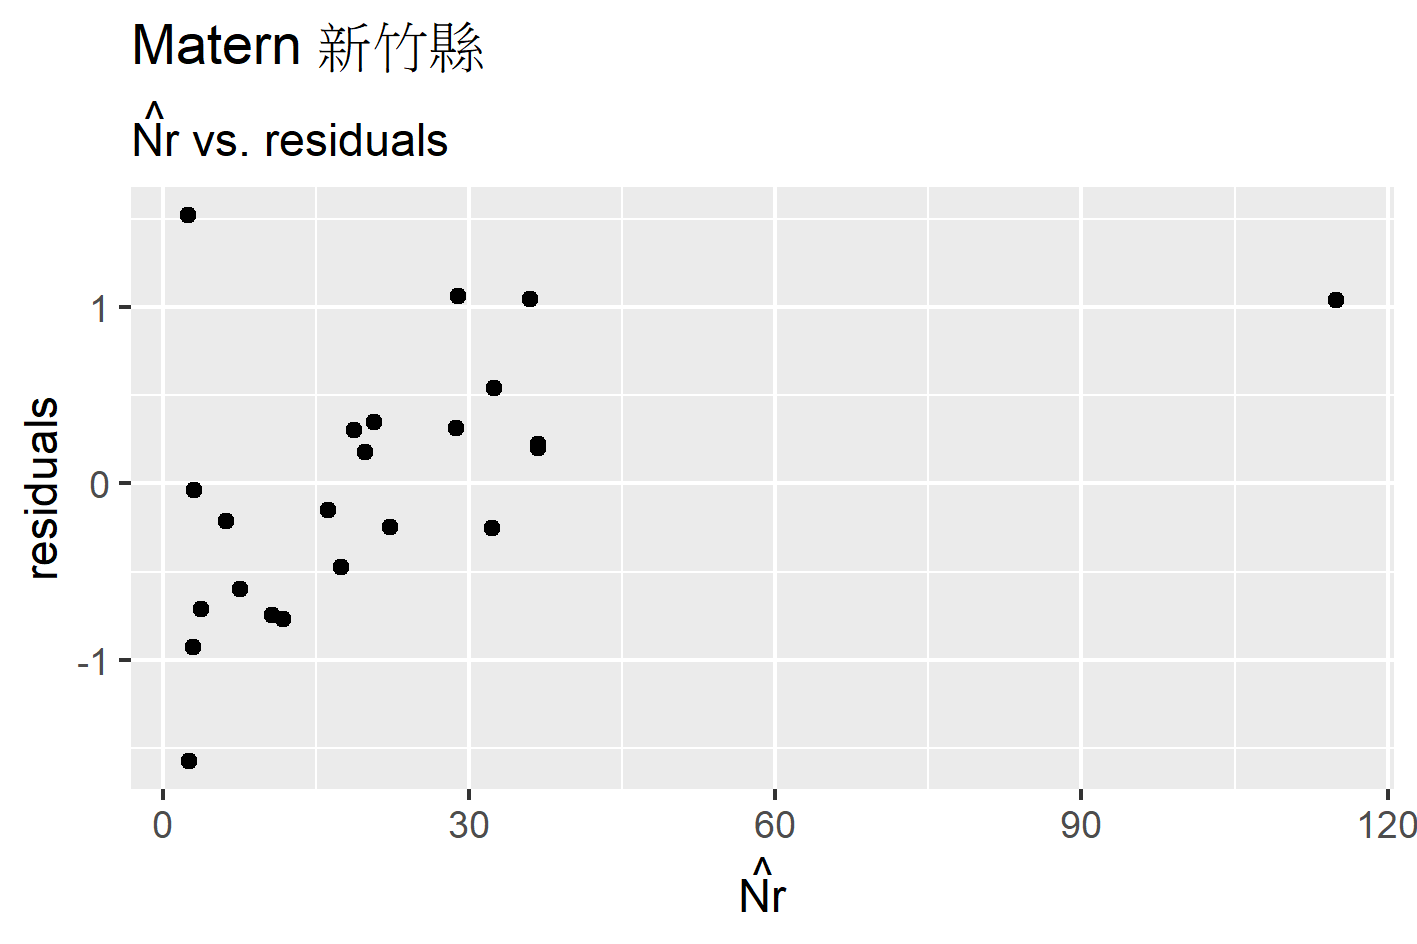 Matern 新竹縣
N̂r vs. residuals
residuals
1
0
-1
0 30 60 90 120
N̂r